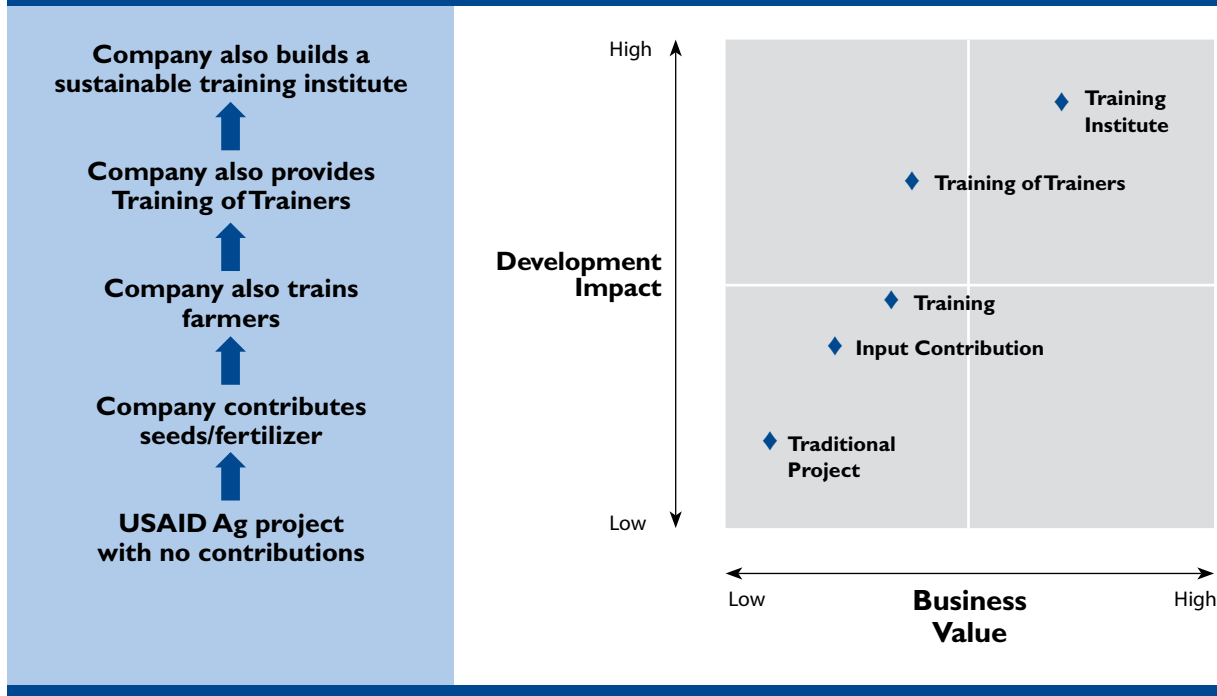 Company also builds a
sustainable training institute
Company also provides
Training of Trainers
Company also trains
farmers
Company contributes
seeds/fertilizer
USAID Ag project
with no contributions
High
Development
Impact
Low
Training
Institute
Training of Trainers
Training
Input Contribution
Traditional
Project
Low
Business
Value
High